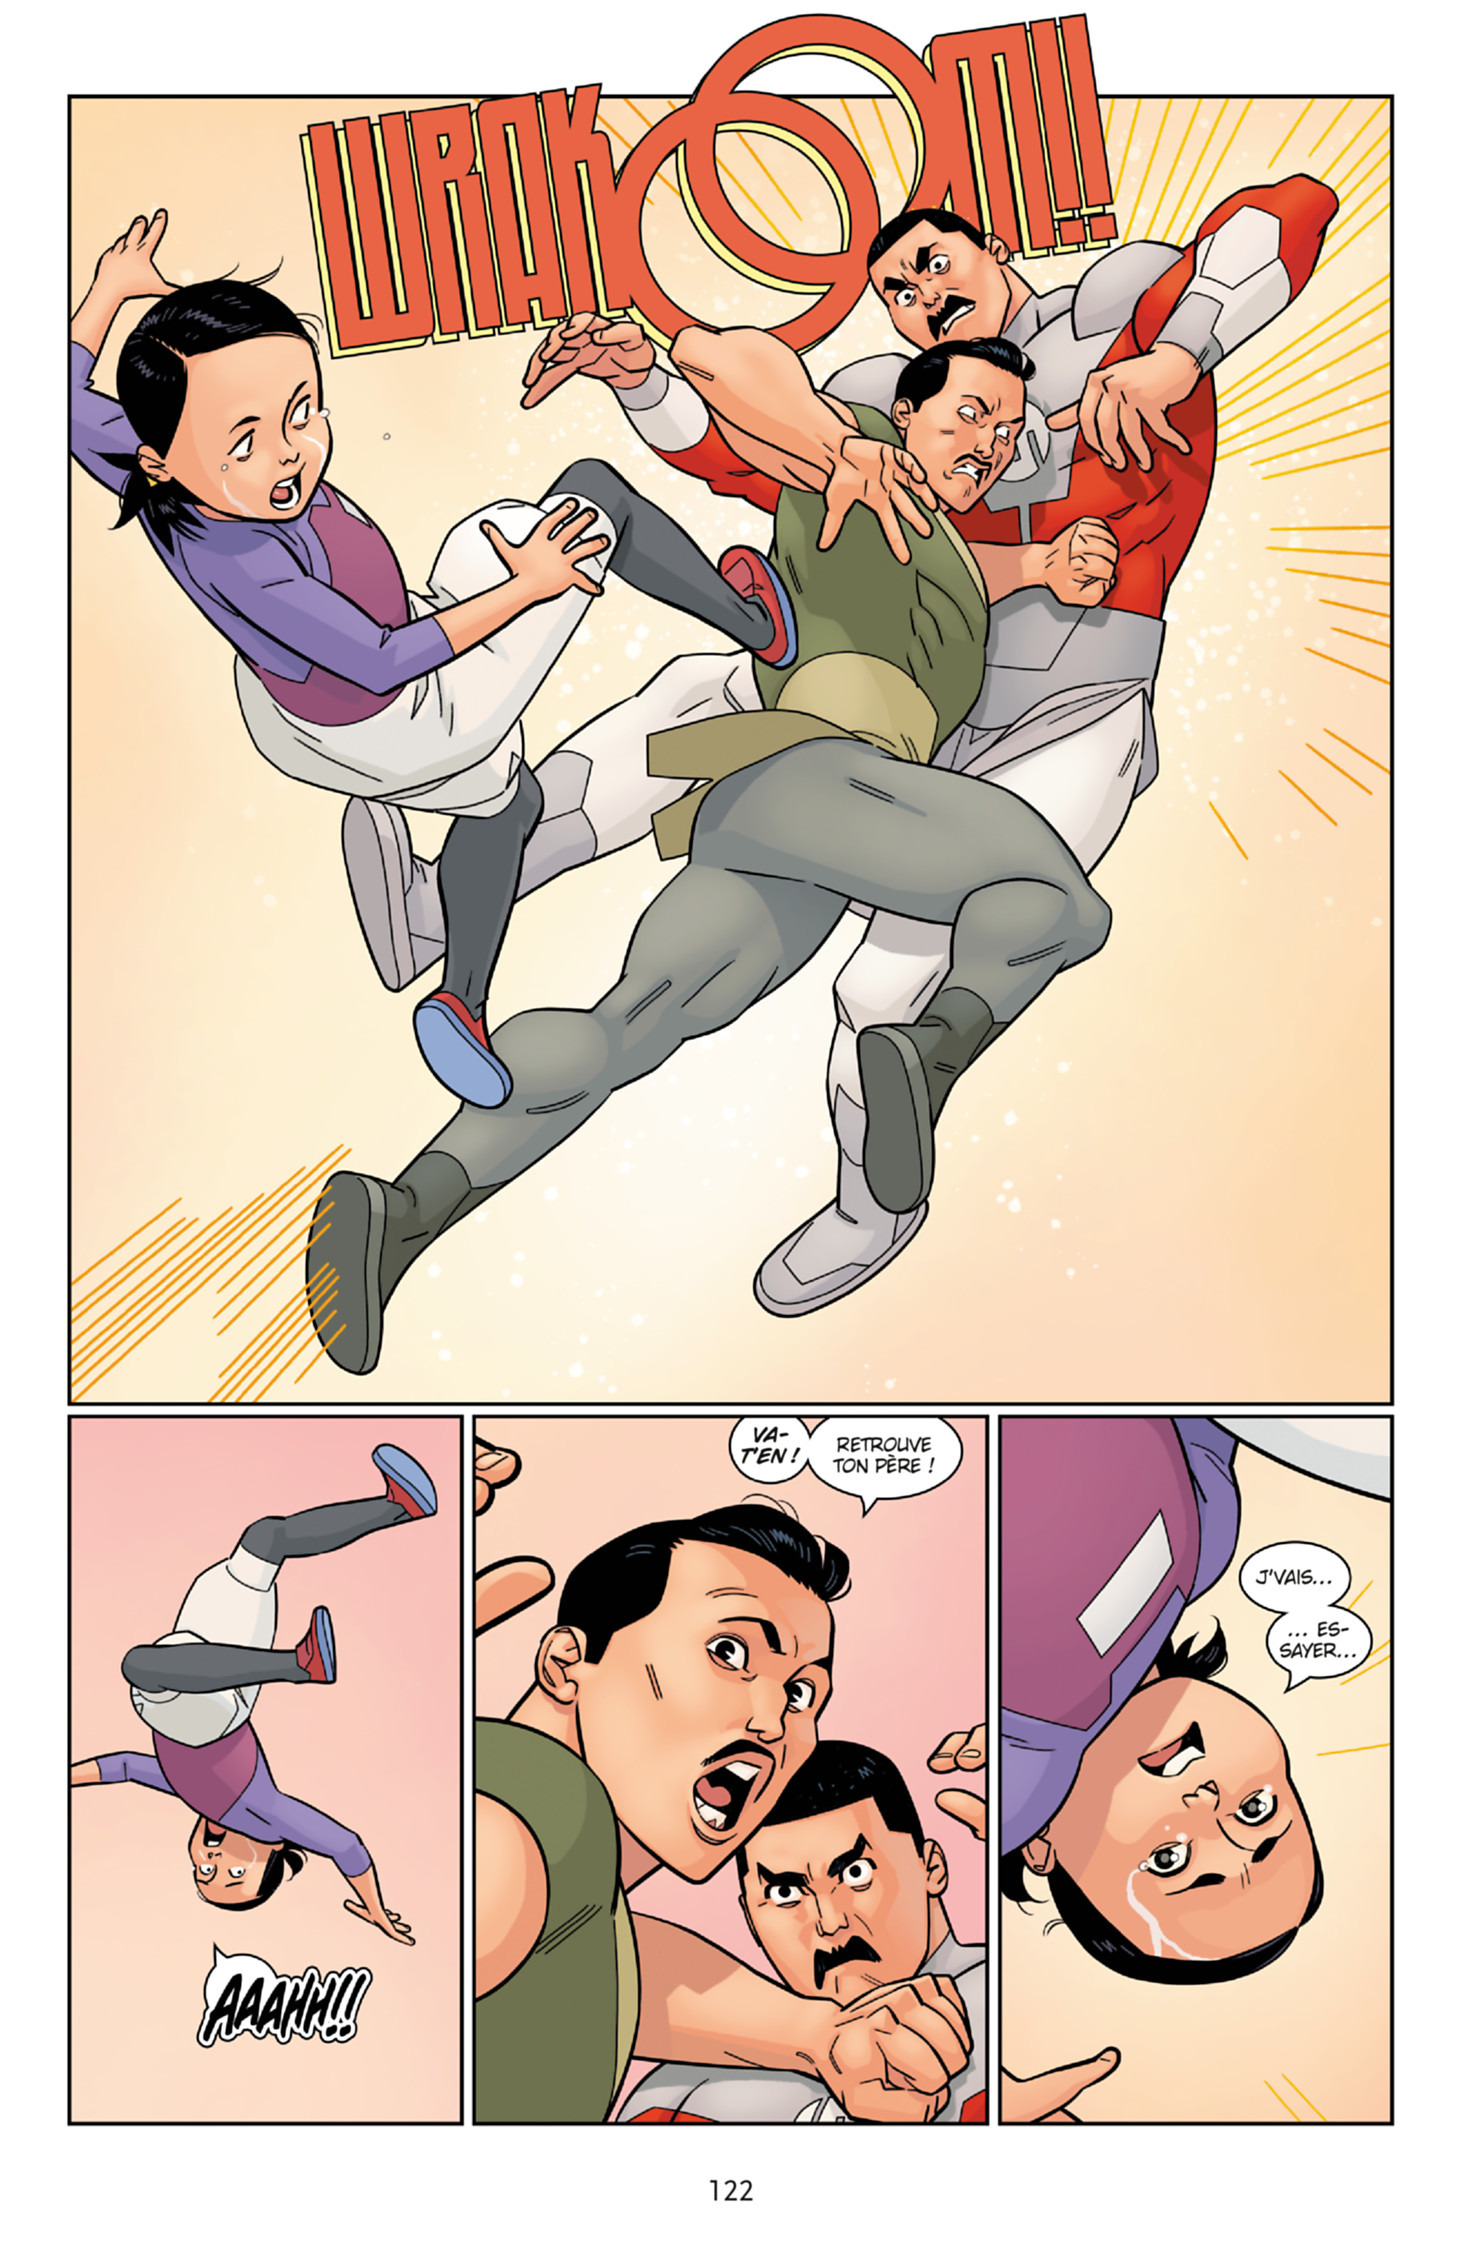 WRAKOOM!!
AAAHH!!
VA-
T'EN !
RETROUVE
TON PÈRE !
J'VAIS...
... ES-
SAYER...
122